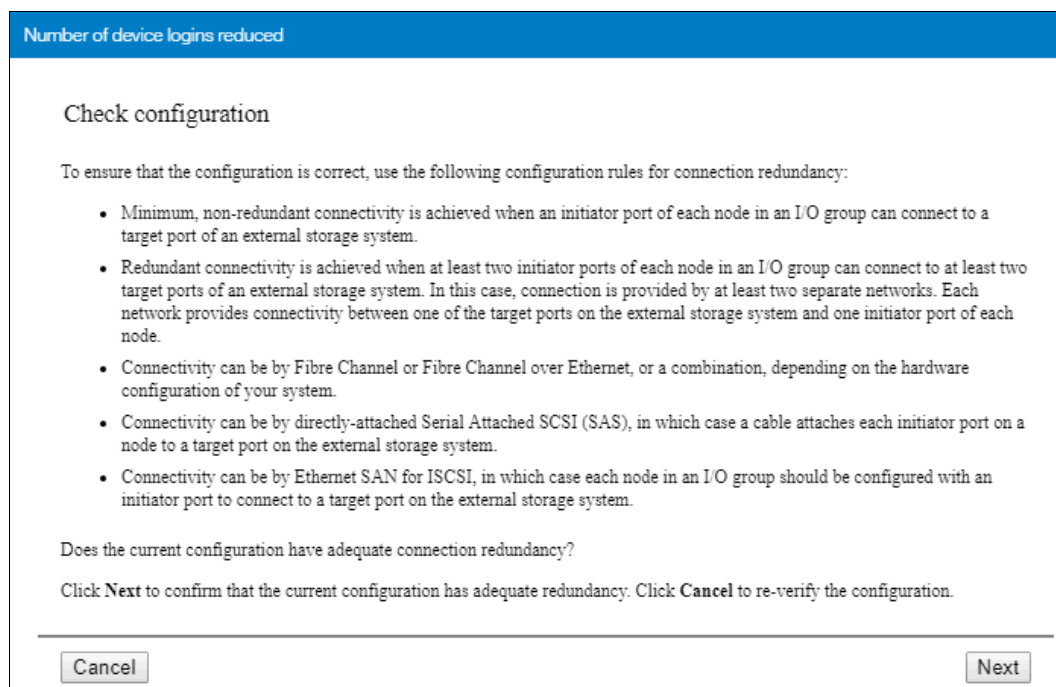 Number of device logins reduced
Check configuration
To ensure that the configuration is correct, use the following configuration rules for connection redundancy:
• Minimum, non-redundant connectivity is achieved when an initiator port of each node in an I/O group can connect to a
target port of an external storage system.
• Redundant connectivity is achieved when at least two initiator ports of each node in an I/O group can connect to at least two
target ports of an external storage system. In this case, connection is provided by at least two separate networks. Each
network provides connectivity between one of the target ports on the external storage system and one initiator port of each
node.
• Connectivity can be by Fibre Channel or Fibre Channel over Ethernet, or a combination, depending on the hardware
configuration of your system.
• Connectivity can be by directly-attached Serial Attached SCSI (SAS), in which case a cable attaches each initiator port on a
node to a target port on the external storage system.
• Connectivity can be by Ethernet SAN for ISCSI, in which case each node in an I/O group should be configured with an
initiator port to connect to a target port on the external storage system.
Does the current configuration have adequate connection redundancy?
Click Next to confirm that the current configuration has adequate redundancy. Click Cancel to re-verify the configuration.
Cancel
Next